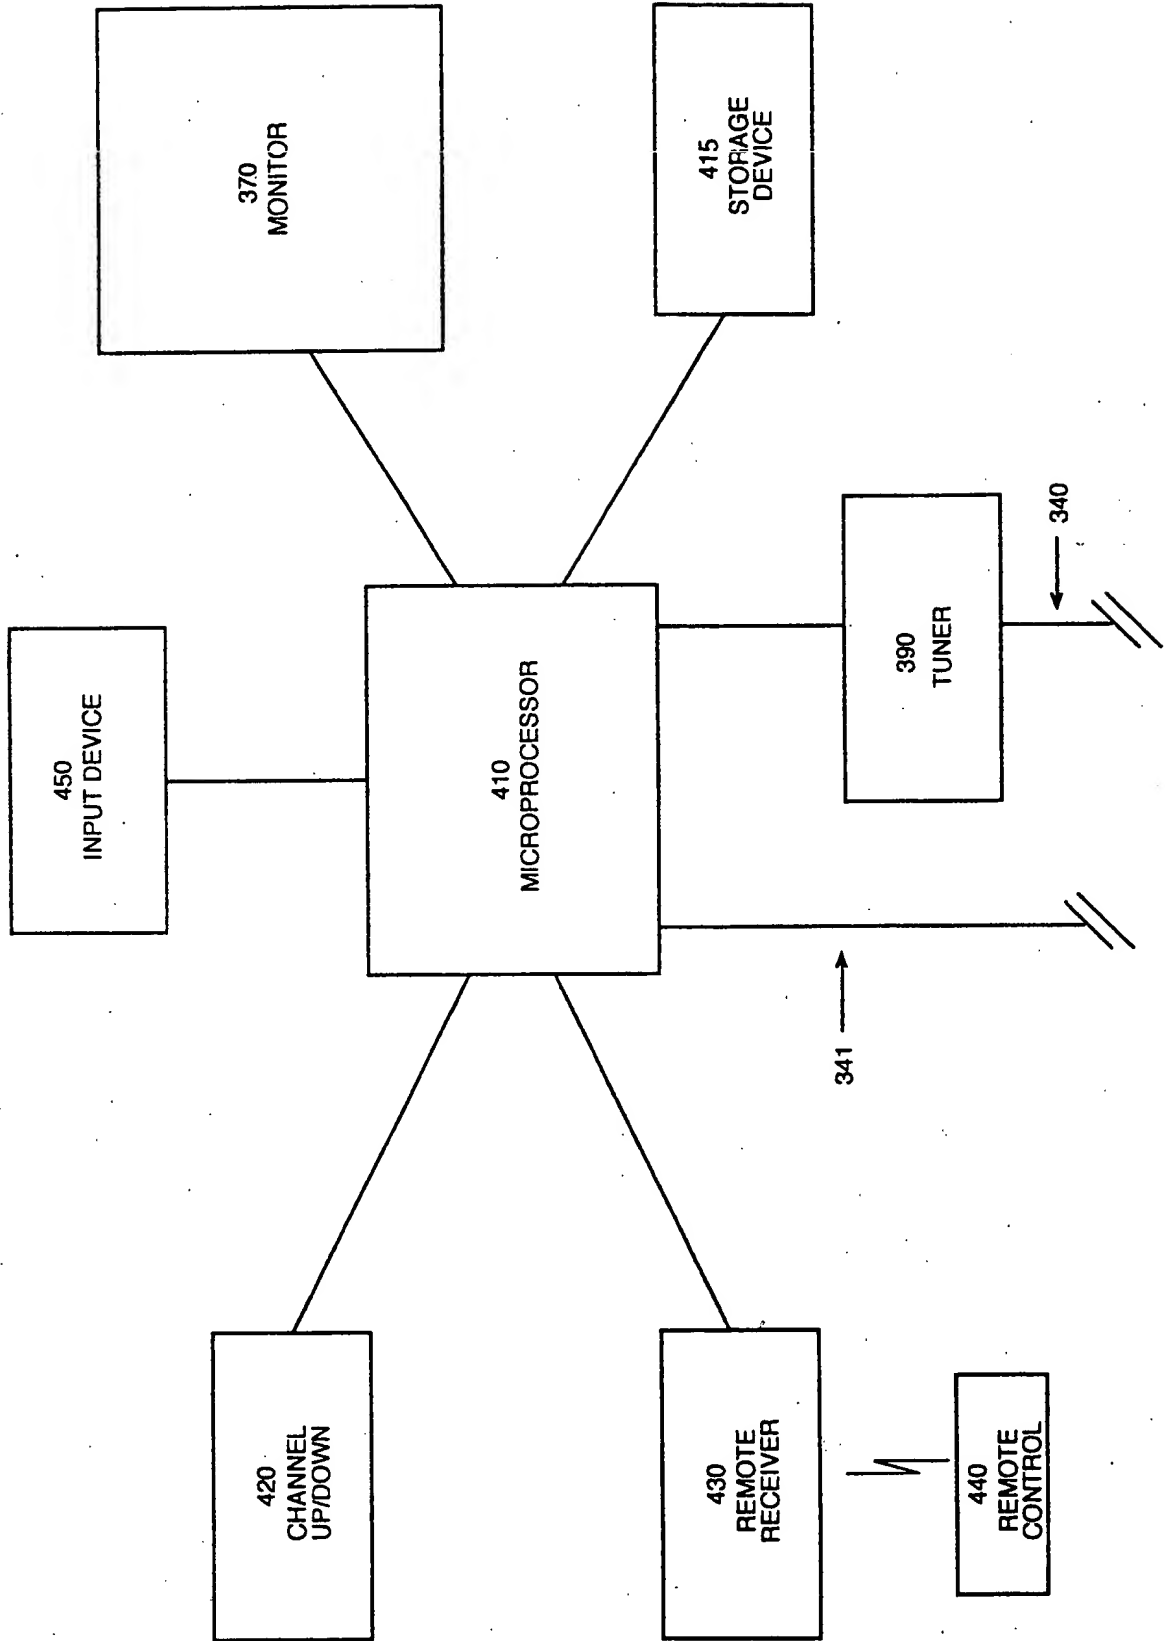 370
MONITOR
415
STORAGE
DEVICE
450
INPUT DEVICE
410
MICROPROCESSOR
390
TUNER
340
341
420
CHANNEL
UP/DOWN
430
REMOTE
RECEIVER
440
REMOTE
CONTROL